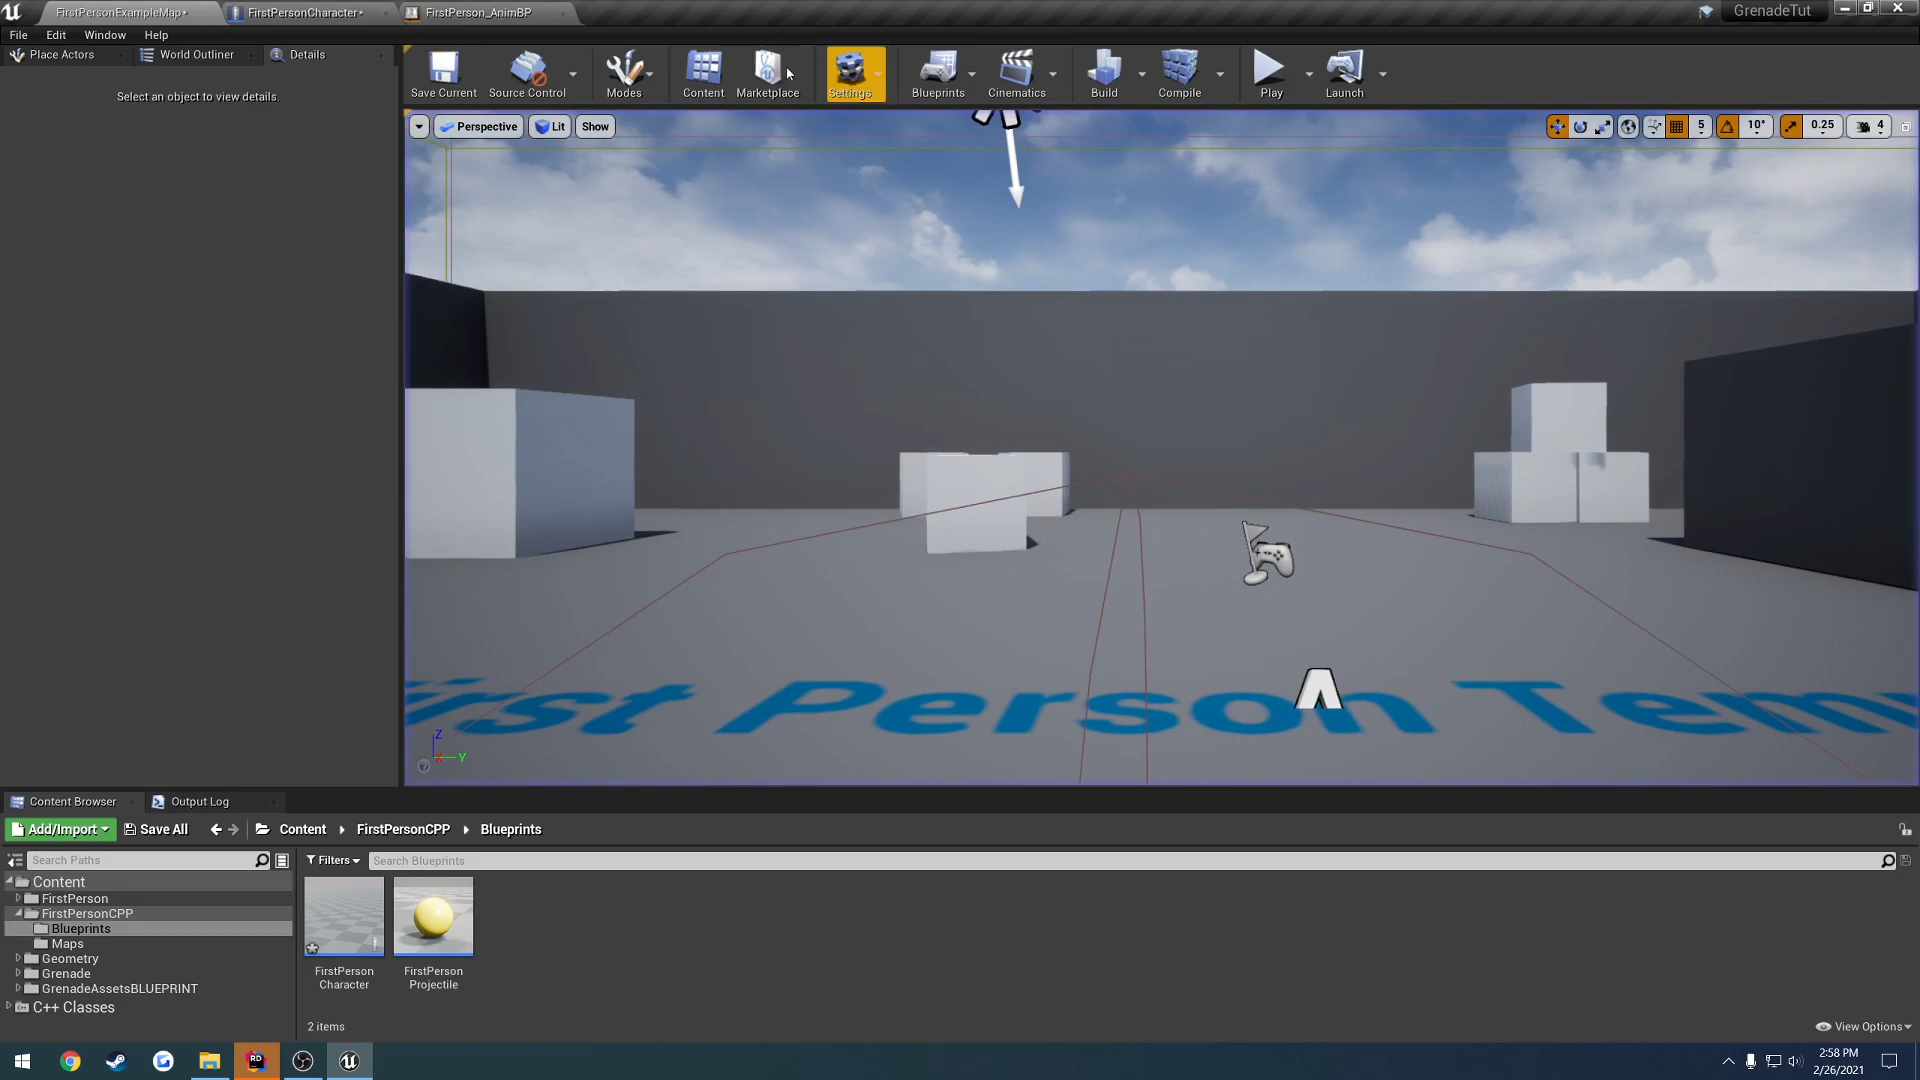 FirstPersonExampleMap•
FirstPersonCharacter•
FirstPerson_AnimBP
GrenadeTut
File Edit Window Help
Place Actors
World Outliner
Details
Select an object to view details.
Save Current
Source Control
Modes
Content
Marketplace
Settings
Blueprints
Cinematics
Build
Compile
Play
Launch
Perspective
Lit
Show
5
10°
0.25
4
First Person Tem
Z
X
Y
Content Browser
Output Log
Add/Import
Save All
Content
FirstPersonCPP
Blueprints
Search Paths
Filters
Search Blueprints
Content
FirstPerson
FirstPersonCPP
Blueprints
Maps
Geometry
Grenade
GrenadeAssetsBLUEPRINT
C++ Classes
FirstPerson
Character
FirstPerson
Projectile
2 items
View Options
RD
2:58 PM
2/26/2021